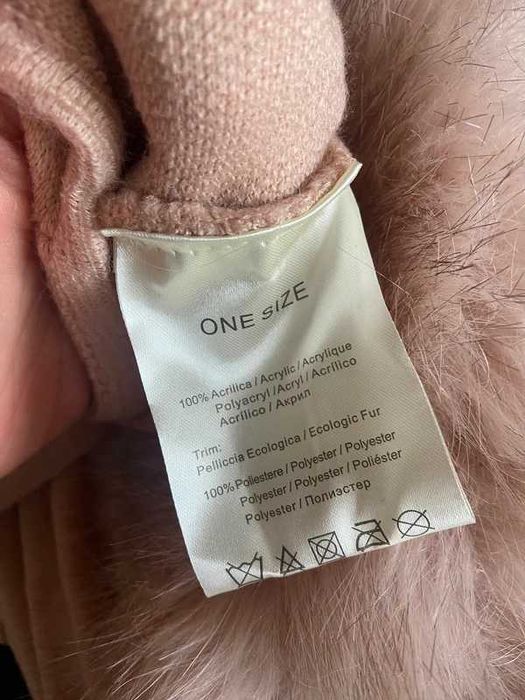 ONE SIZE
100% Acrilica / Acrylic / Acrylique
Polyacryl / Acryl / Acrílico
Acrílico / Акрил
Trim:
Pelliccia Ecologica / Ecologic Fur
100% Poliestere / Polyester / Polyester
Polyester / Polyester / Poliéster
Polyester / Полиэстер